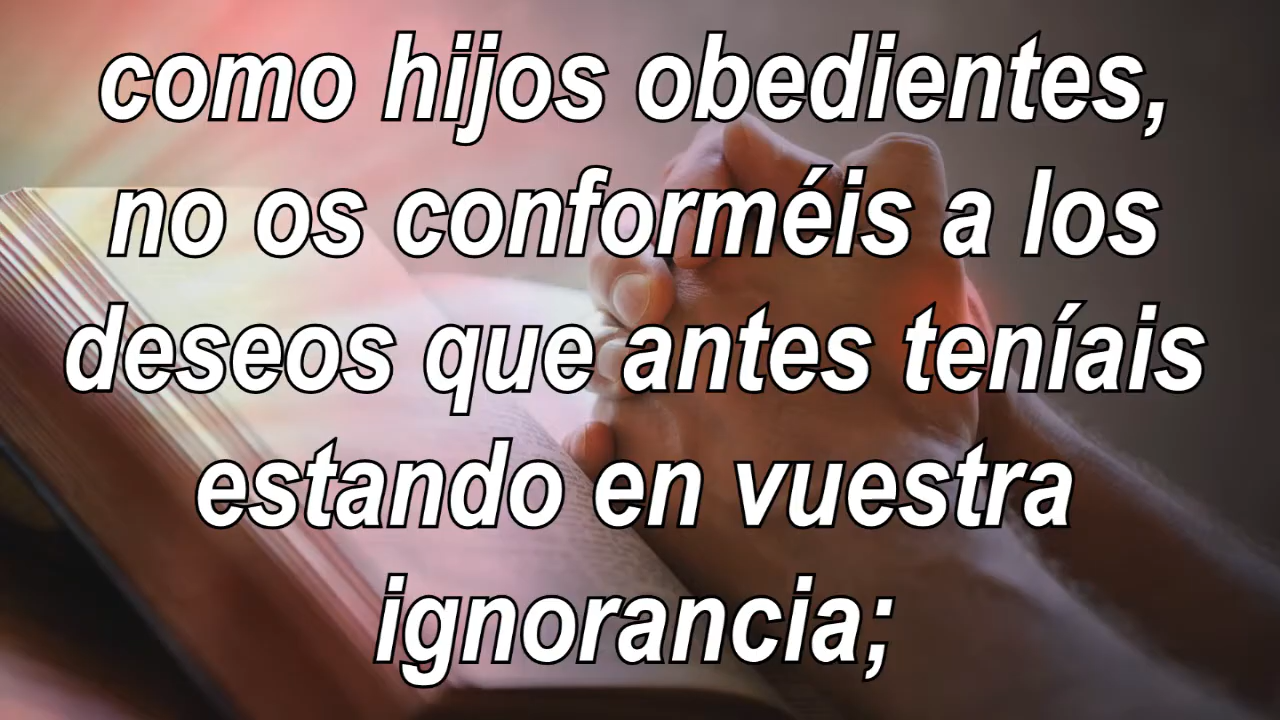 como hijos obedientes,
no os conforméis a los
deseos que antes teníais
estando en vuestra
ignorancia;